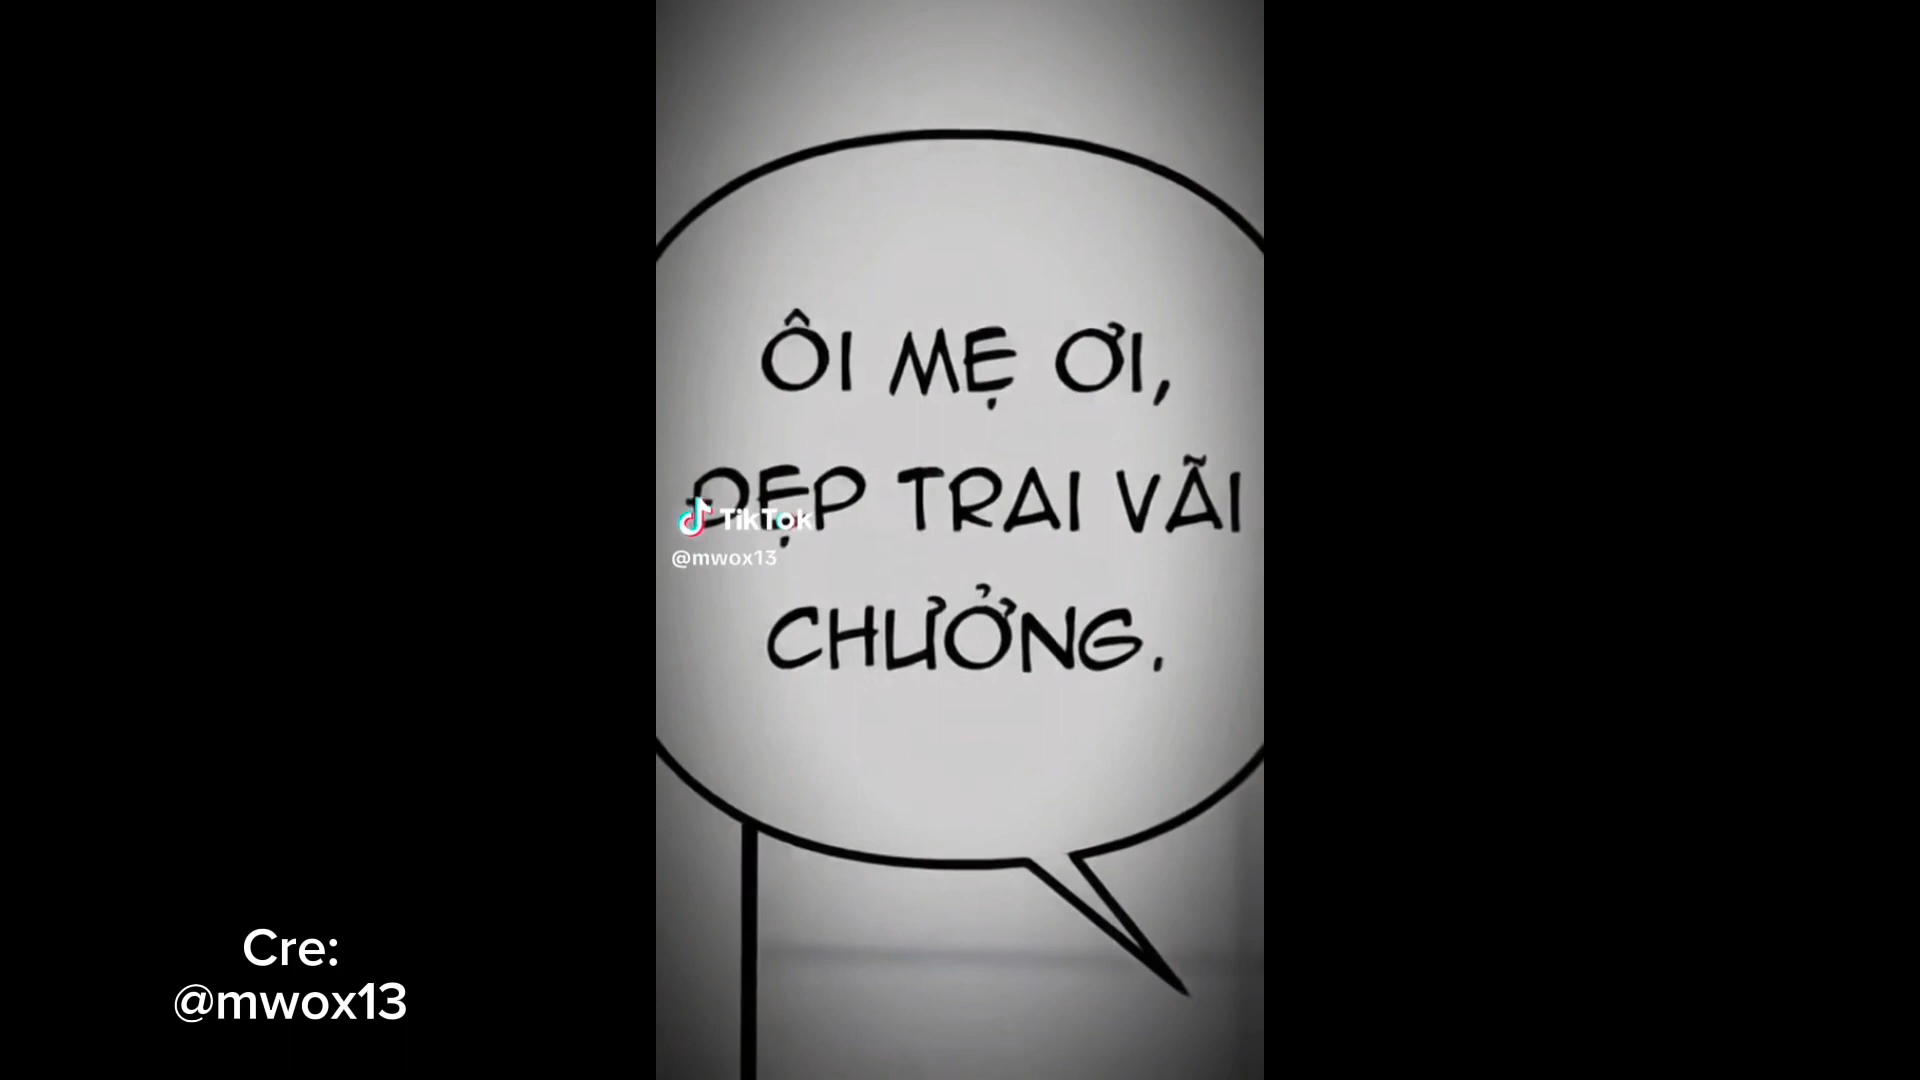 ÔI MẸ ƠI,
ĐẸP TRAI VÃI
CHƯỞNG.
TikTok
@mwox13
Cre:
@mwox13